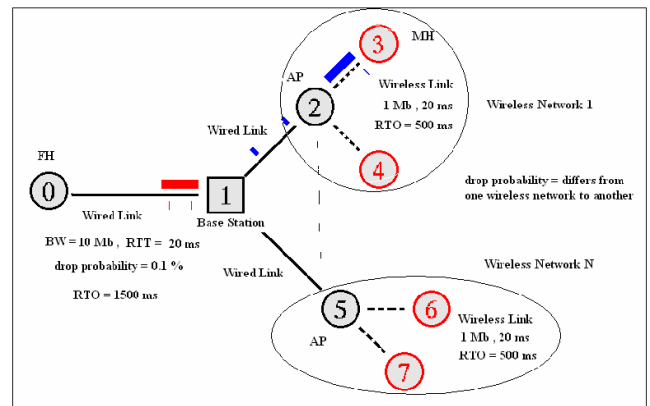 3
MH
AP
Wireless Link
2
1 Mb , 20 ms
Wireless Network 1
RTO = 500 ms
Wired Link
FH
4
0
1
drop probability = differs from
one wireless network to another
Wired Link
Base Station
BW = 10 Mb , RTT = 20 ms
drop probability = 0.1 %
Wired Link
Wireless Network N
RTO = 1500 ms
5
6
Wireless Link
1 Mb , 20 ms
AP
RTO = 500 ms
7